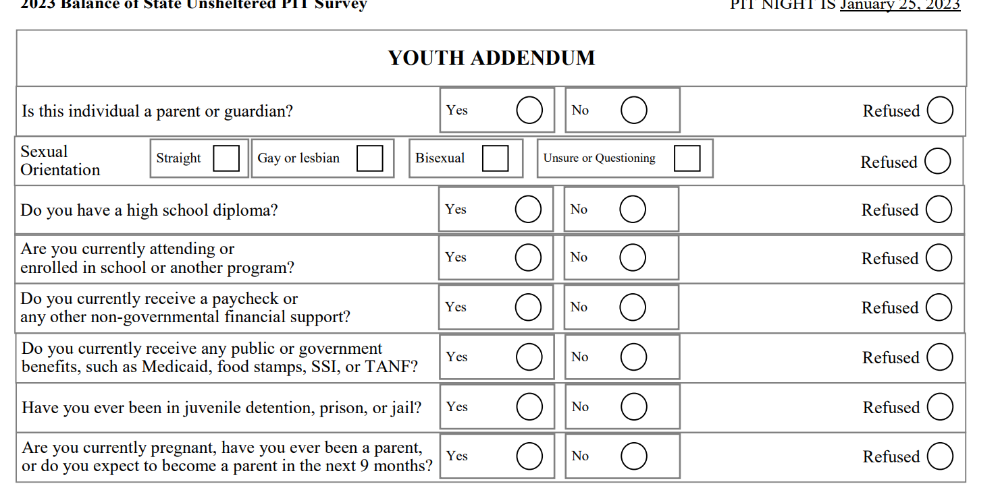 2023 Balance of State Unsheltered PIT Survey PIT NIGHT IS January 25, 2023
YOUTH ADDENDUM
Is this individual a parent or guardian? Yes No Refused
Sexual
Orientation Straight Gay or lesbian Bisexual Unsure or Questioning Refused
Do you have a high school diploma? Yes No Refused
Are you currently attending or
enrolled in school or another program? Yes No Refused
Do you currently receive a paycheck or
any other non-governmental financial support? Yes No Refused
Do you currently receive any public or government
benefits, such as Medicaid, food stamps, SSI, or TANF? Yes No Refused
Have you ever been in juvenile detention, prison, or jail? Yes No Refused
Are you currently pregnant, have you ever been a parent,
or do you expect to become a parent in the next 9 months? Yes No Refused